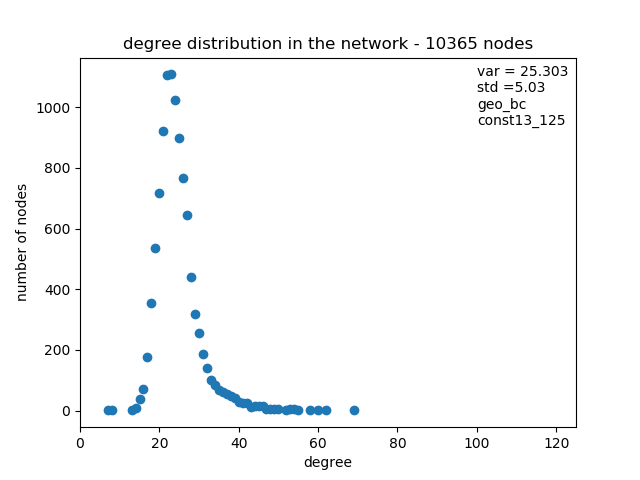 degree distribution in the network - 10365 nodes
var = 25.303
std =5.03
geo_bc
const13_125
number of nodes
1000
800
600
400
200
0
0 20 40 60 80 100 120
degree